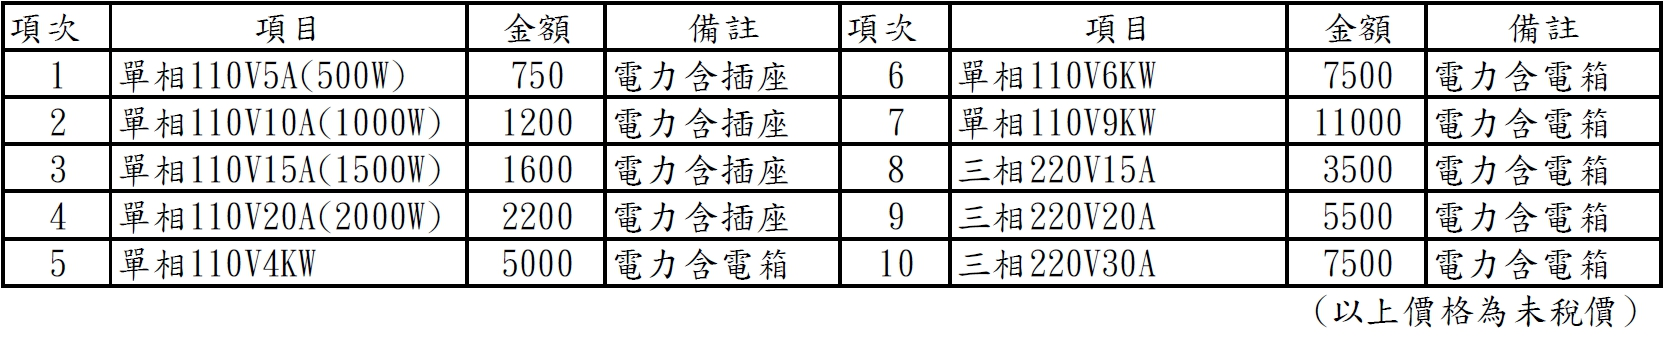 項次 項目 金額 備註 項次 項目 金額 備註
1 單相110V5A(500W) 750 電力含插座 6 單相110V6KW 7500 電力含電箱
2 單相110V10A(1000W) 1200 電力含插座 7 單相110V9KW 11000 電力含電箱
3 單相110V15A(1500W) 1600 電力含插座 8 三相220V15A 3500 電力含電箱
4 單相110V20A(2000W) 2200 電力含插座 9 三相220V20A 5500 電力含電箱
5 單相110V4KW 5000 電力含電箱 10 三相220V30A 7500 電力含電箱
(以上價格為未稅價)